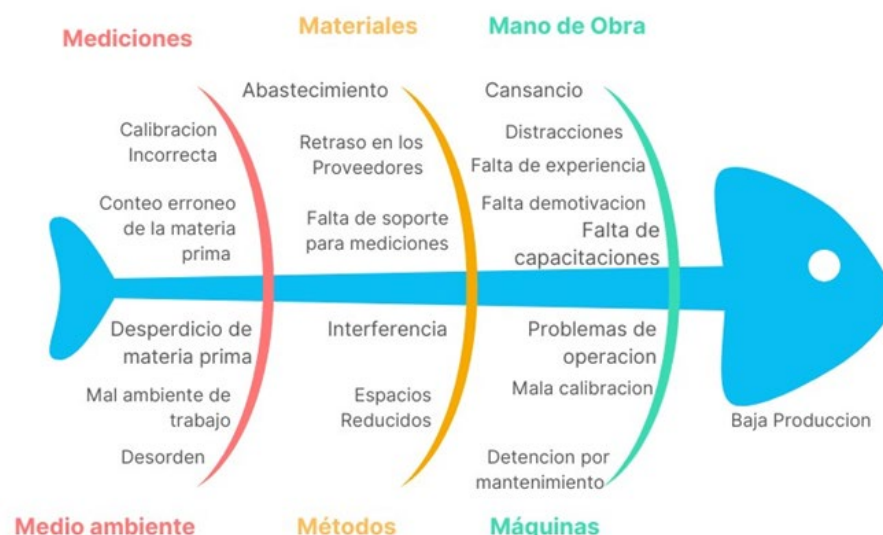 Mediciones
Materiales
Mano de Obra
Abastecimiento
Cansancio
Calibracion
Incorrecta
Retraso en los
Proveedores
Distracciones
Falta de experiencia
Conteo erroneo
de la materia
prima
Falta de soporte
para mediciones
Falta demotivacion
Falta de
capacitaciones
Desperdicio de
materia prima
Interferencia
Problemas de
operacion
Mal ambiente de
trabajo
Espacios
Reducidos
Mala calibracion
Baja Produccion
Desorden
Detencion por
mantenimiento
Medio ambiente
Métodos
Máquinas